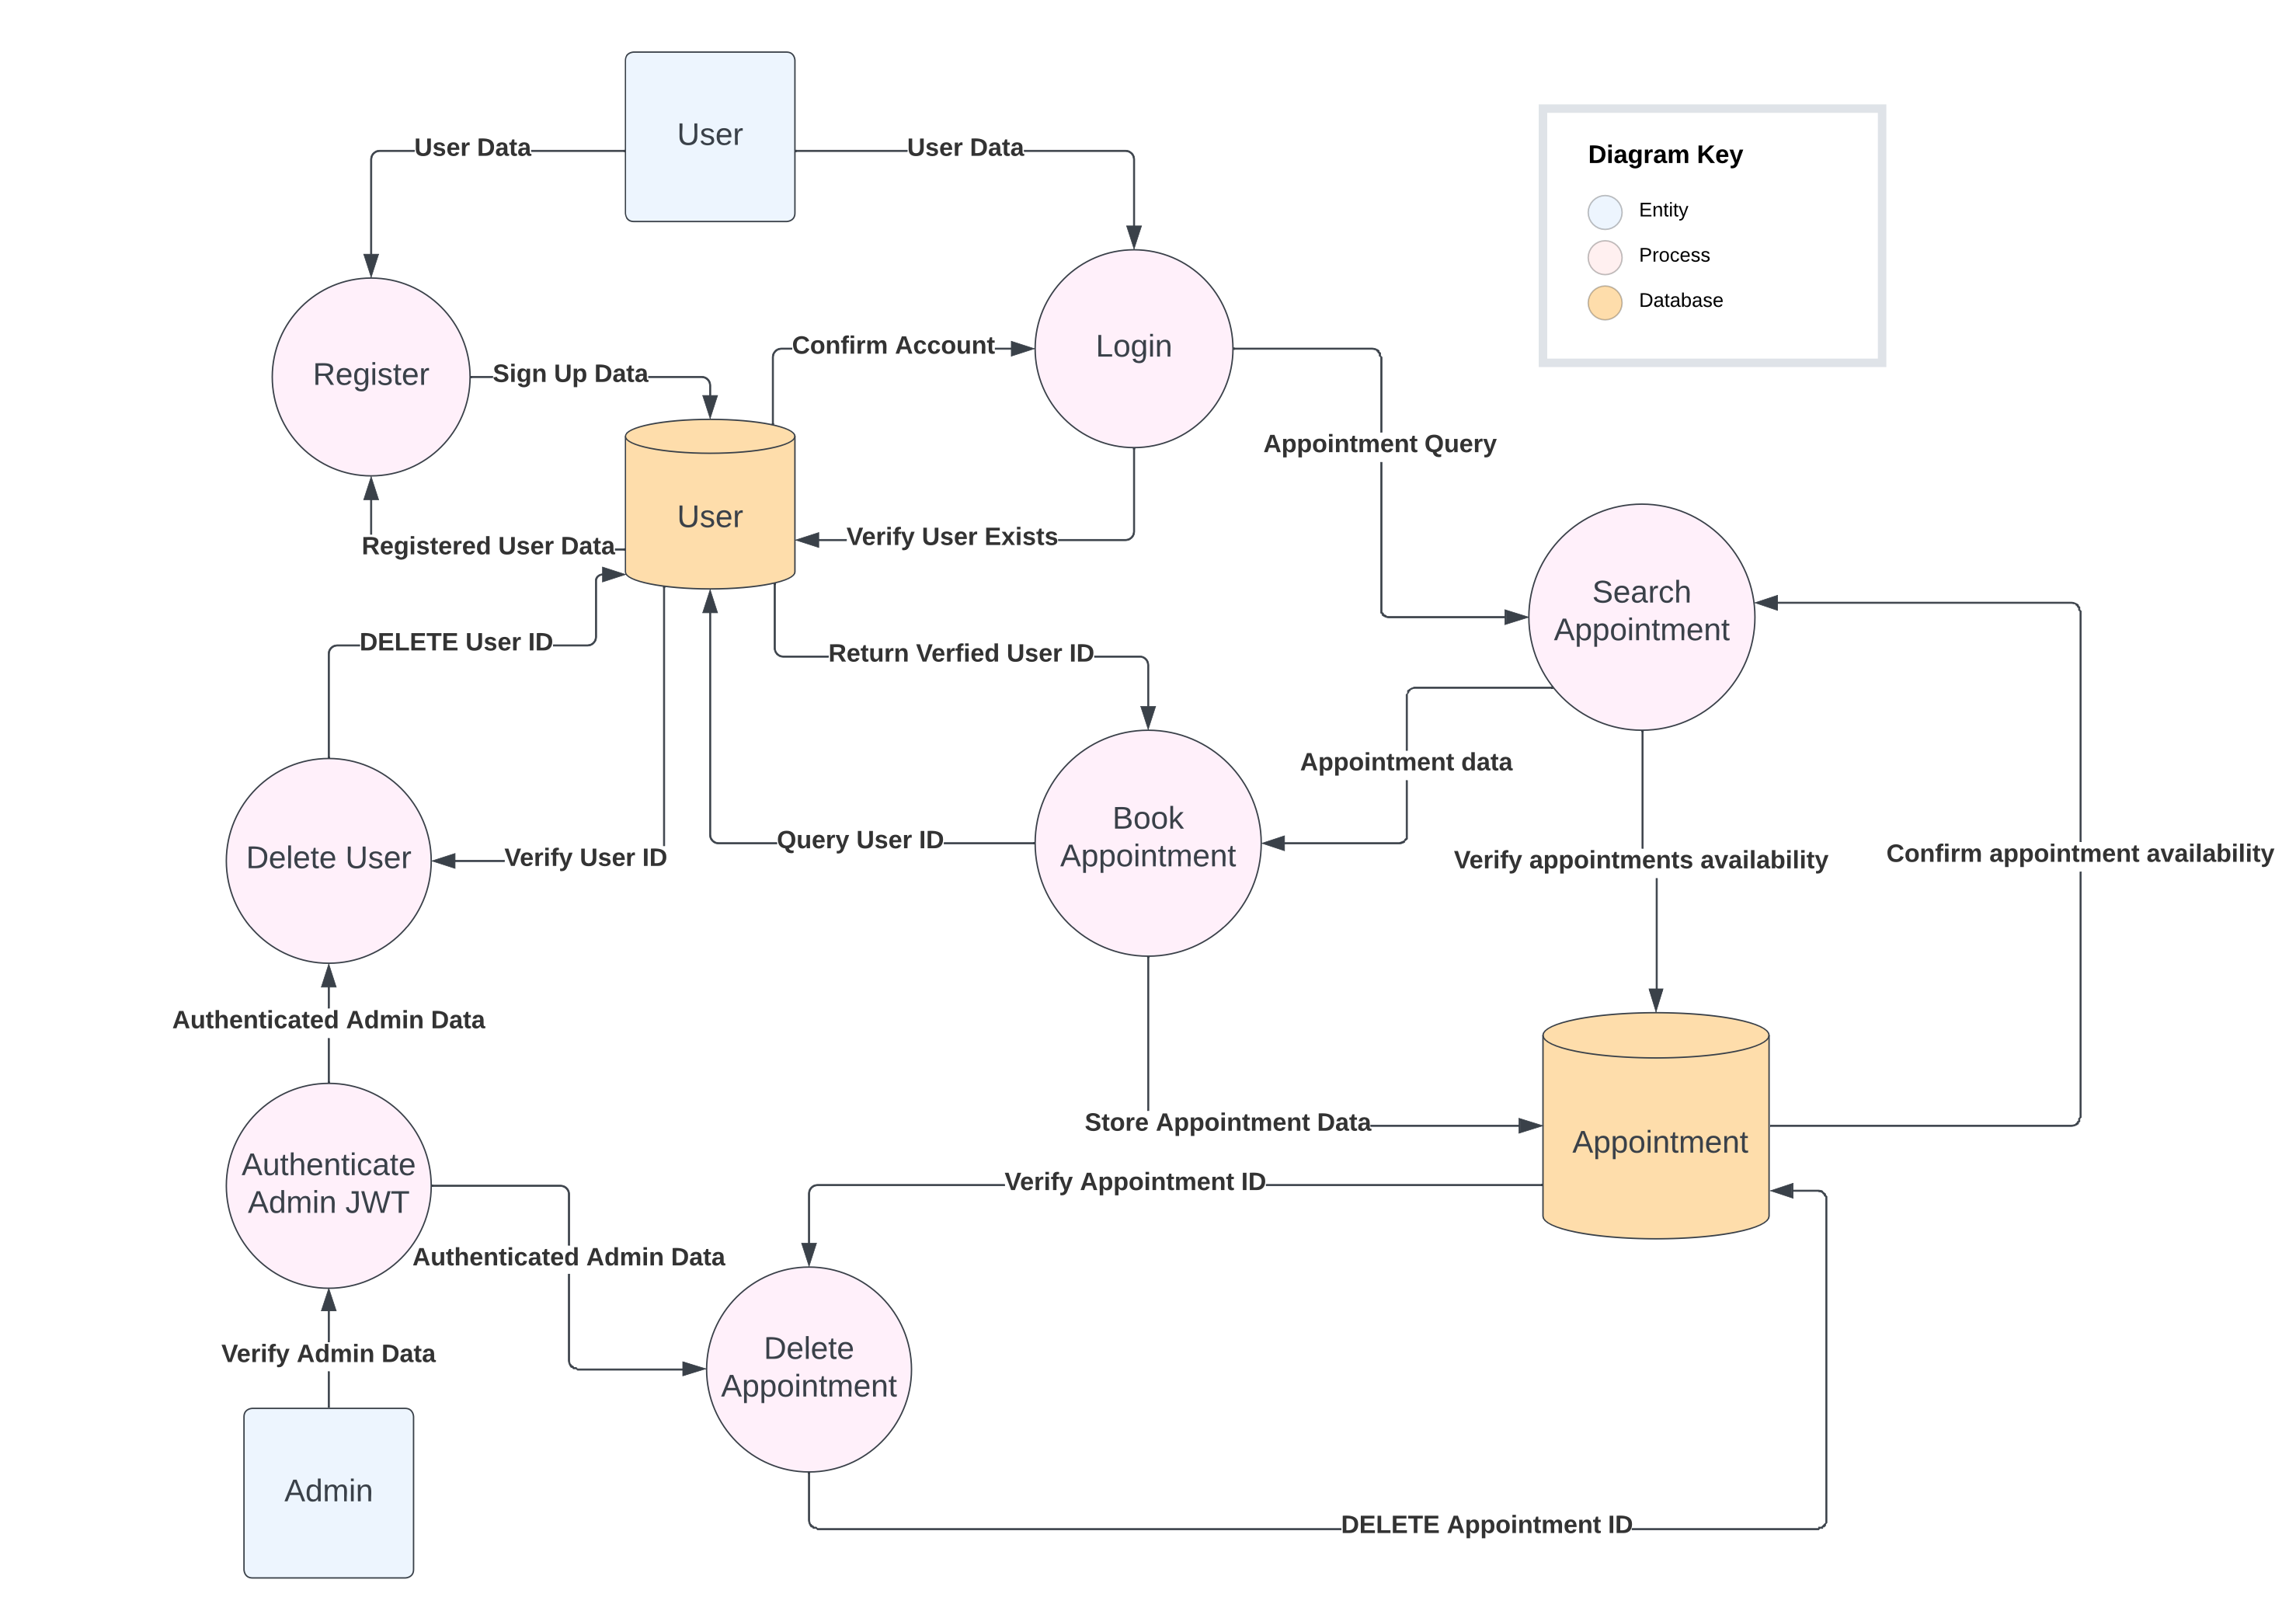 User
User Data
User Data
Diagram Key
Entity
Process
Database
Register
Sign Up Data
Confirm Account
Login
Appointment Query
User
Verify User Exists
Registered User Data
Search
Appointment
DELETE User ID
Return Verfied User ID
Appointment data
Book
Appointment
Query User ID
Delete User
Verify User ID
Verify appointments availability
Confirm appointment availability
Authenticated Admin Data
Store Appointment Data
Appointment
Authenticate
Admin JWT
Verify Appointment ID
Authenticated Admin Data
Verify Admin Data
Delete
Appointment
Admin
DELETE Appointment ID